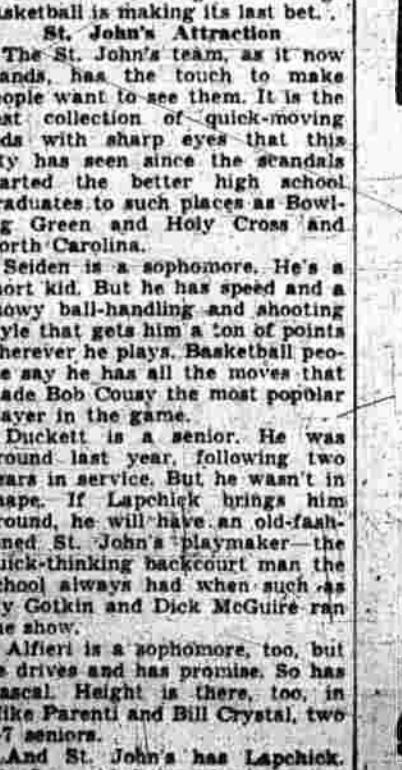 asketball is making its last bet.
St. John's Attraction
The St. John's team, as it now
ands, has the touch to make
eople want to see them. It is the
est collection of quick-moving
ds with sharp eyes that this
ty has seen since the scandals
arted the better high school
raduates to such places as Bowl-
g Green and Holy Cross and
orth Carolina.
Seiden is a sophomore. He's a
hort kid. But he has speed and a
howy ball-handling and shooting
yle that gets him a ton of points
herever he plays. Basketball peo-
e say he has all the moves that
ade Bob Cousy the most popular
ayer in the game.
Duckett is a senior. He was
round last year, following two
ears in service. But he wasn't in
hape. If Lapchick brings him
round, he will have an old-fash-
ned St. John's playmaker—the
uick-thinking backcourt man the
chool always had when such as
y Gotkin and Dick McGuire ran
he show.
Alfieri is a sophomore, too, but
e drives and has promise. So has
ascal. Height is there, too, in
ike Parenti and Bill Crystal, two
-7 seniors.
And St. John's has Lapchick.